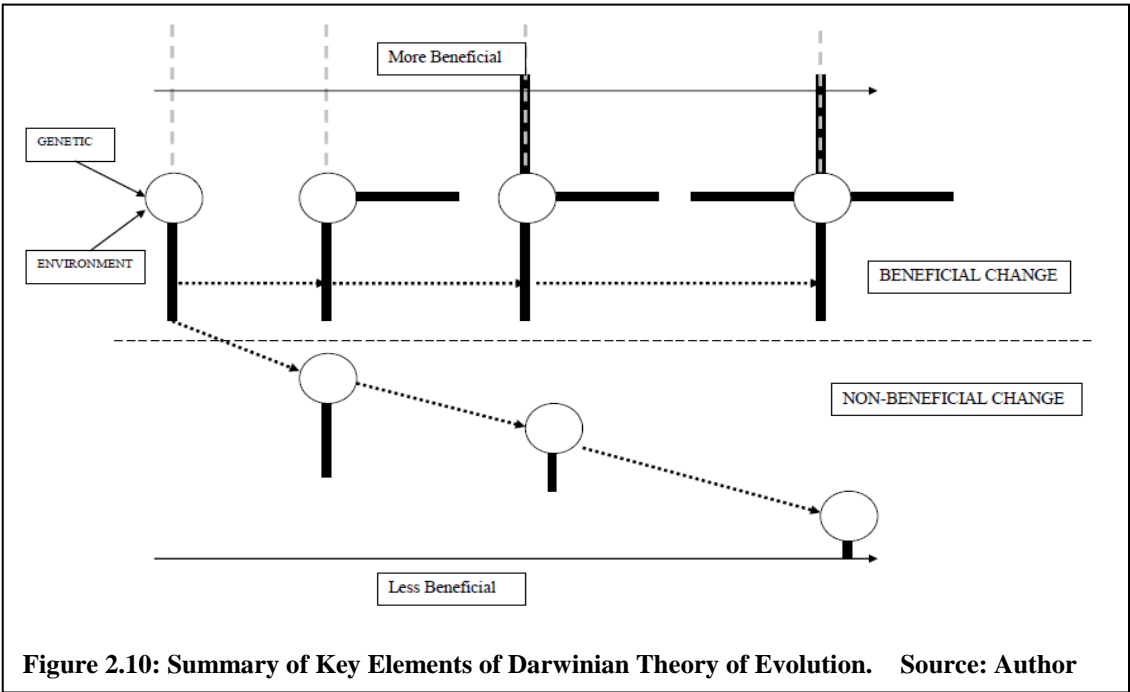 More Beneficial
GENETIC
ENVIRONMENT
BENEFICIAL CHANGE
NON-BENEFICIAL CHANGE
Less Beneficial
Figure 2.10: Summary of Key Elements of Darwinian Theory of Evolution. Source: Author